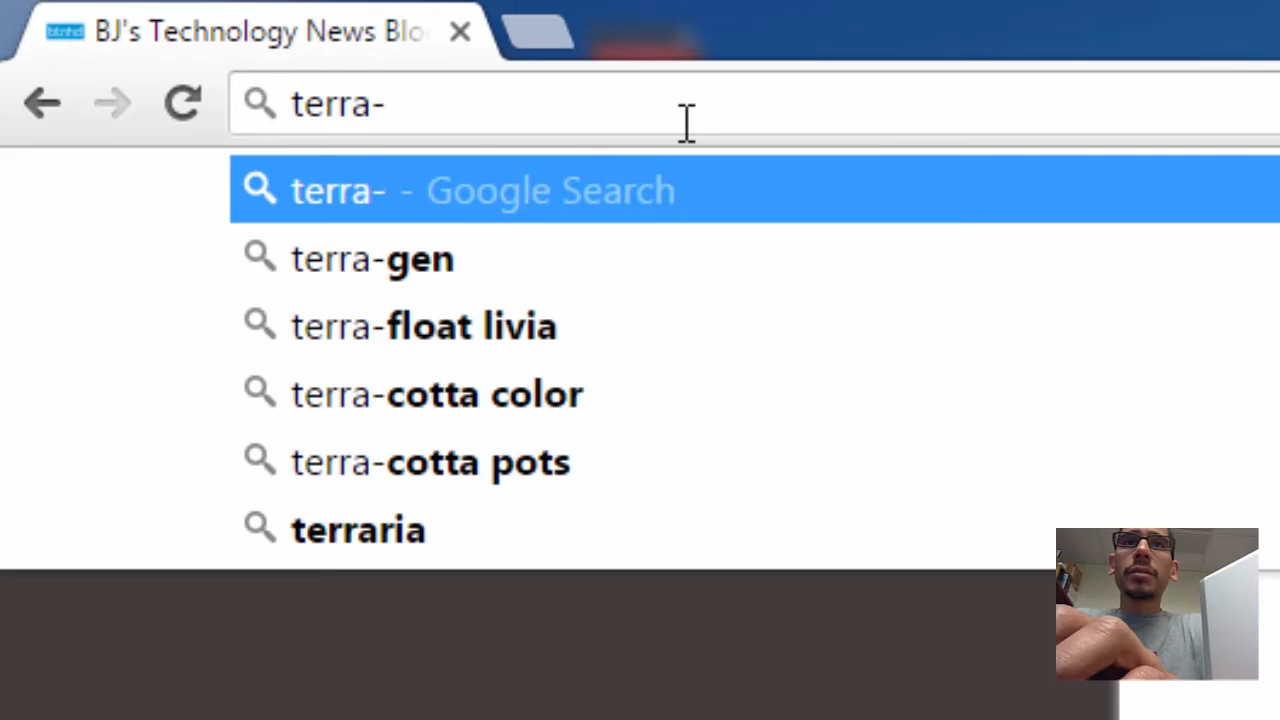 BJ's Technology News Blo
terra-
terra- - Google Search
terra-gen
terra-float livia
terra-cotta color
terra-cotta pots
terraria